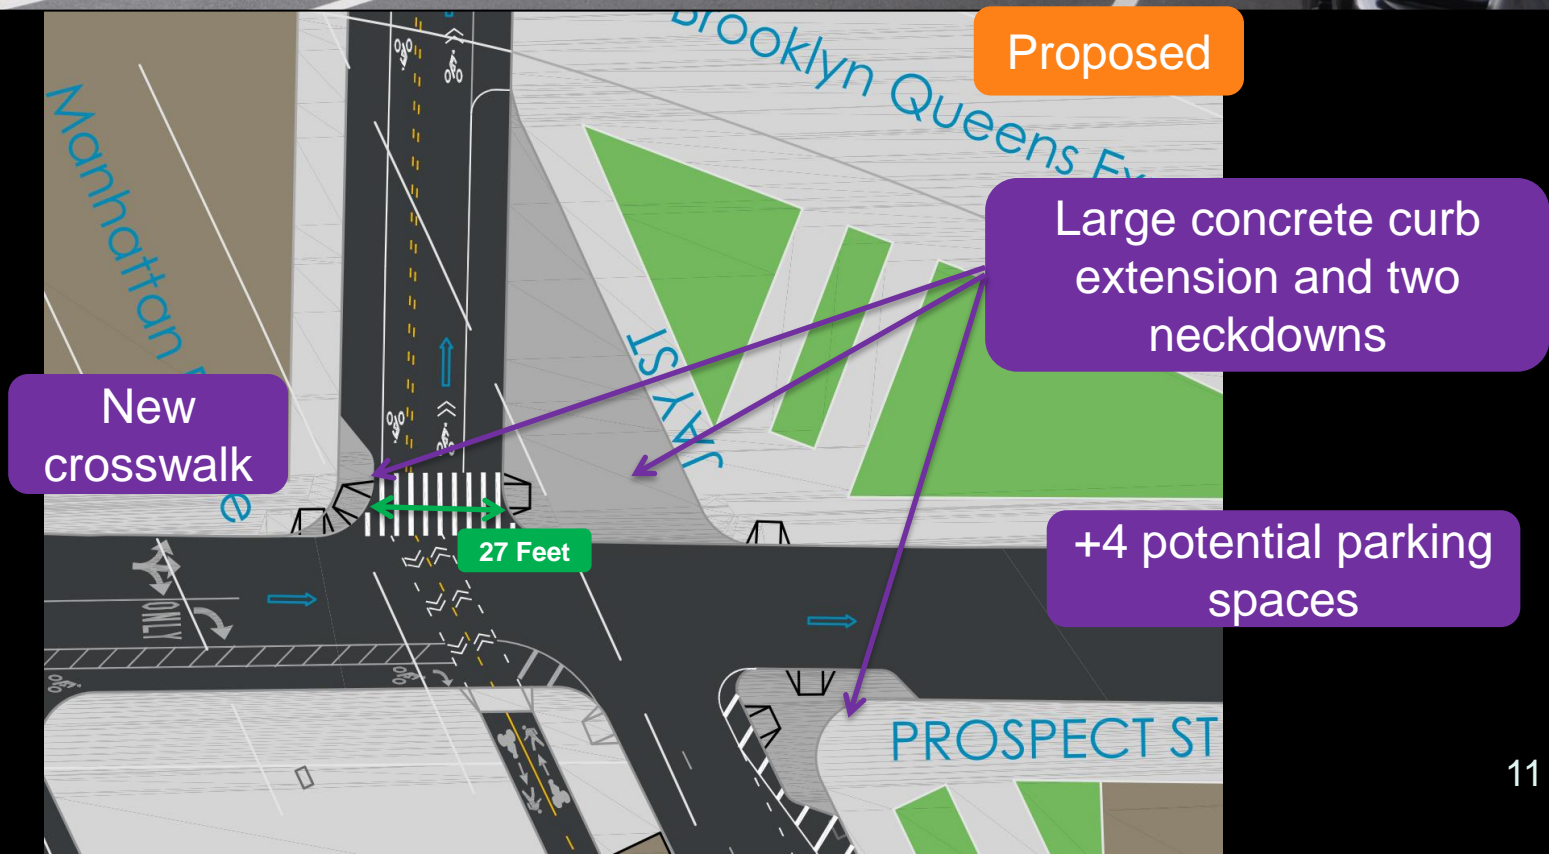 Proposed
Brooklyn Queens
Manhattan
Large concrete curb
extension and two
neckdowns
JAY ST
New
crosswalk
27 Feet
+4 potential parking
spaces
ONLY
PROSPECT ST
11